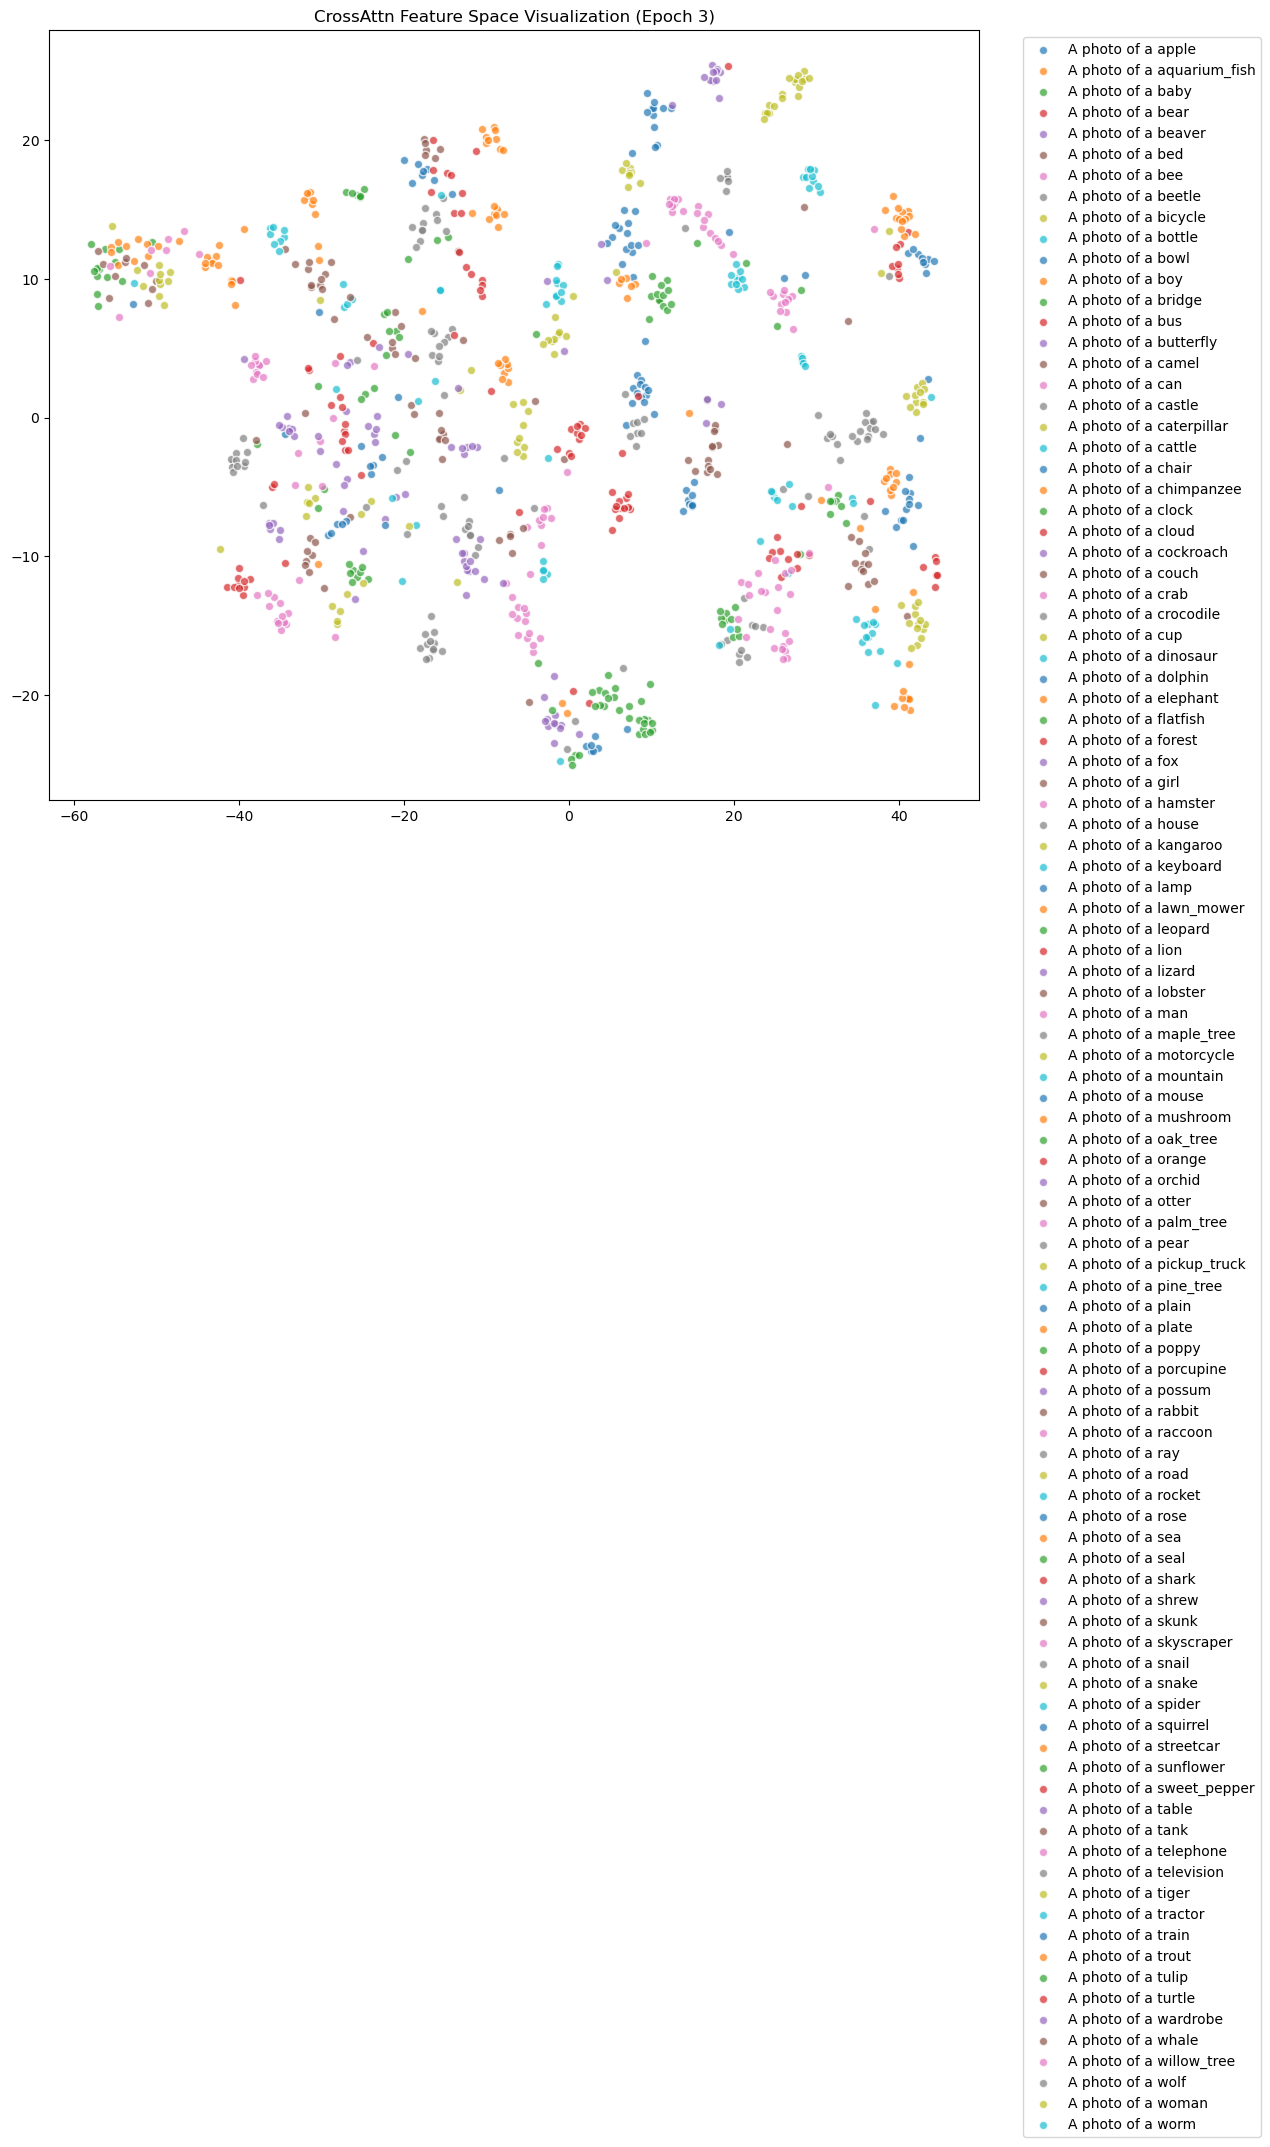 CrossAttn Feature Space Visualization (Epoch 3)
20
10
0
−10
−20
−60
−40
−20
0
20
40
A photo of a apple
A photo of a aquarium_fish
A photo of a baby
A photo of a bear
A photo of a beaver
A photo of a bed
A photo of a bee
A photo of a beetle
A photo of a bicycle
A photo of a bottle
A photo of a bowl
A photo of a boy
A photo of a bridge
A photo of a bus
A photo of a butterfly
A photo of a camel
A photo of a can
A photo of a castle
A photo of a caterpillar
A photo of a cattle
A photo of a chair
A photo of a chimpanzee
A photo of a clock
A photo of a cloud
A photo of a cockroach
A photo of a couch
A photo of a crab
A photo of a crocodile
A photo of a cup
A photo of a dinosaur
A photo of a dolphin
A photo of a elephant
A photo of a flatfish
A photo of a forest
A photo of a fox
A photo of a girl
A photo of a hamster
A photo of a house
A photo of a kangaroo
A photo of a keyboard
A photo of a lamp
A photo of a lawn_mower
A photo of a leopard
A photo of a lion
A photo of a lizard
A photo of a lobster
A photo of a man
A photo of a maple_tree
A photo of a motorcycle
A photo of a mountain
A photo of a mouse
A photo of a mushroom
A photo of a oak_tree
A photo of a orange
A photo of a orchid
A photo of a otter
A photo of a palm_tree
A photo of a pear
A photo of a pickup_truck
A photo of a pine_tree
A photo of a plain
A photo of a plate
A photo of a poppy
A photo of a porcupine
A photo of a possum
A photo of a rabbit
A photo of a raccoon
A photo of a ray
A photo of a road
A photo of a rocket
A photo of a rose
A photo of a sea
A photo of a seal
A photo of a shark
A photo of a shrew
A photo of a skunk
A photo of a skyscraper
A photo of a snail
A photo of a snake
A photo of a spider
A photo of a squirrel
A photo of a streetcar
A photo of a sunflower
A photo of a sweet_pepper
A photo of a table
A photo of a tank
A photo of a telephone
A photo of a television
A photo of a tiger
A photo of a tractor
A photo of a train
A photo of a trout
A photo of a tulip
A photo of a turtle
A photo of a wardrobe
A photo of a whale
A photo of a willow_tree
A photo of a wolf
A photo of a woman
A photo of a worm